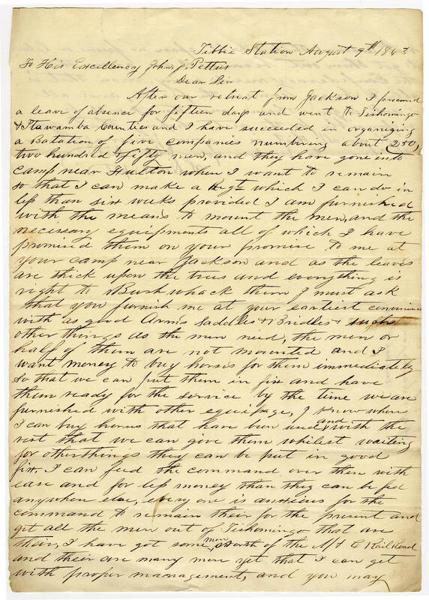 Tibbie Station August 9th 1863
To His Excellency John J. Pettus
Dear Sir
After our retreat from Jackson I procured
a leave of absence for fifteen days and went to Tishomingo
& Itawamba Counties and I have succeeded in organizing
a Batalion of five companies numbering about (250)
two hundred & fifty men, and they have gone into
camp near Fulton when I want to remain
so that I can make a Regt which I can do in
less than six weeks provided I am furnished
with the means to mount the men, and the
necessary equipments all of which I have
promised them on your promise to me at
your camp near Jackson and as the leaves
are thick upon the trees and everything is
right to Bush whack them I must ask
that you furnish me at your earliest convenience
with as good Arms Saddles & Bridles &
other things as the men need, the men or
half of them are not mounted and I
want money to buy horses for them immediately
so that we can put them in fix and have
them ready for the service by the time we are
furnished with other equipage, I know where
I can buy horses that have been used and with the
rest that we can give them whilst waiting
for other things they can be put in good
fix, I can feed the command over then with
ease and for less money than they can be fed
anywhere else, every one is anxious for the
command to remain their for the present and
get all the men out of Tishomingo that are
then, I have got some men North of the M & C Rail Road
and their are many more yet that I can get
with proper management, and you may